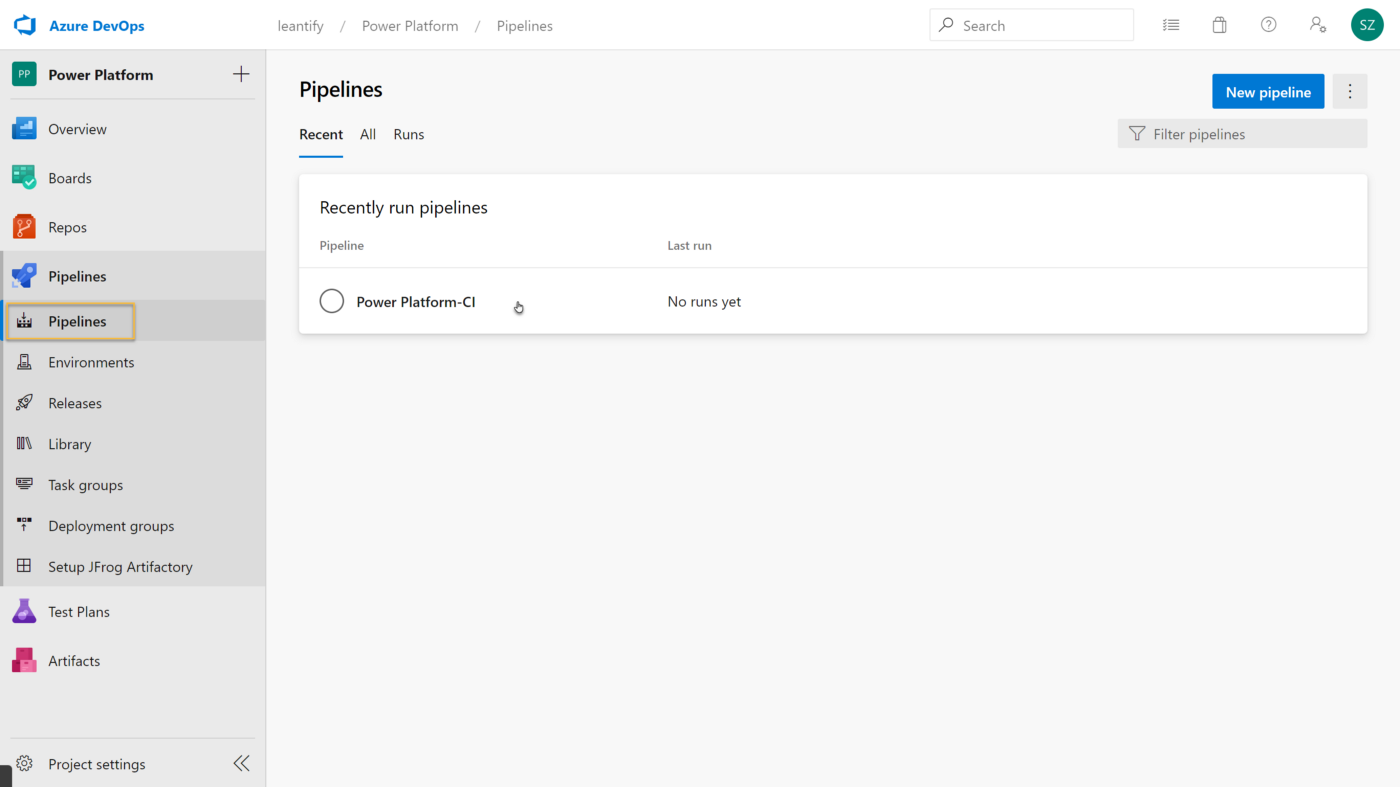 Azure DevOps
leantify / Power Platform / Pipelines
Search
SZ
PP
Power Platform
Overview
Boards
Repos
Pipelines
Pipelines
Environments
Releases
Library
Task groups
Deployment groups
Setup JFrog Artifactory
Test Plans
Artifacts
Project settings
Pipelines
New pipeline
Recent All Runs
Filter pipelines
Recently run pipelines
Pipeline Last run
Power Platform-CI No runs yet